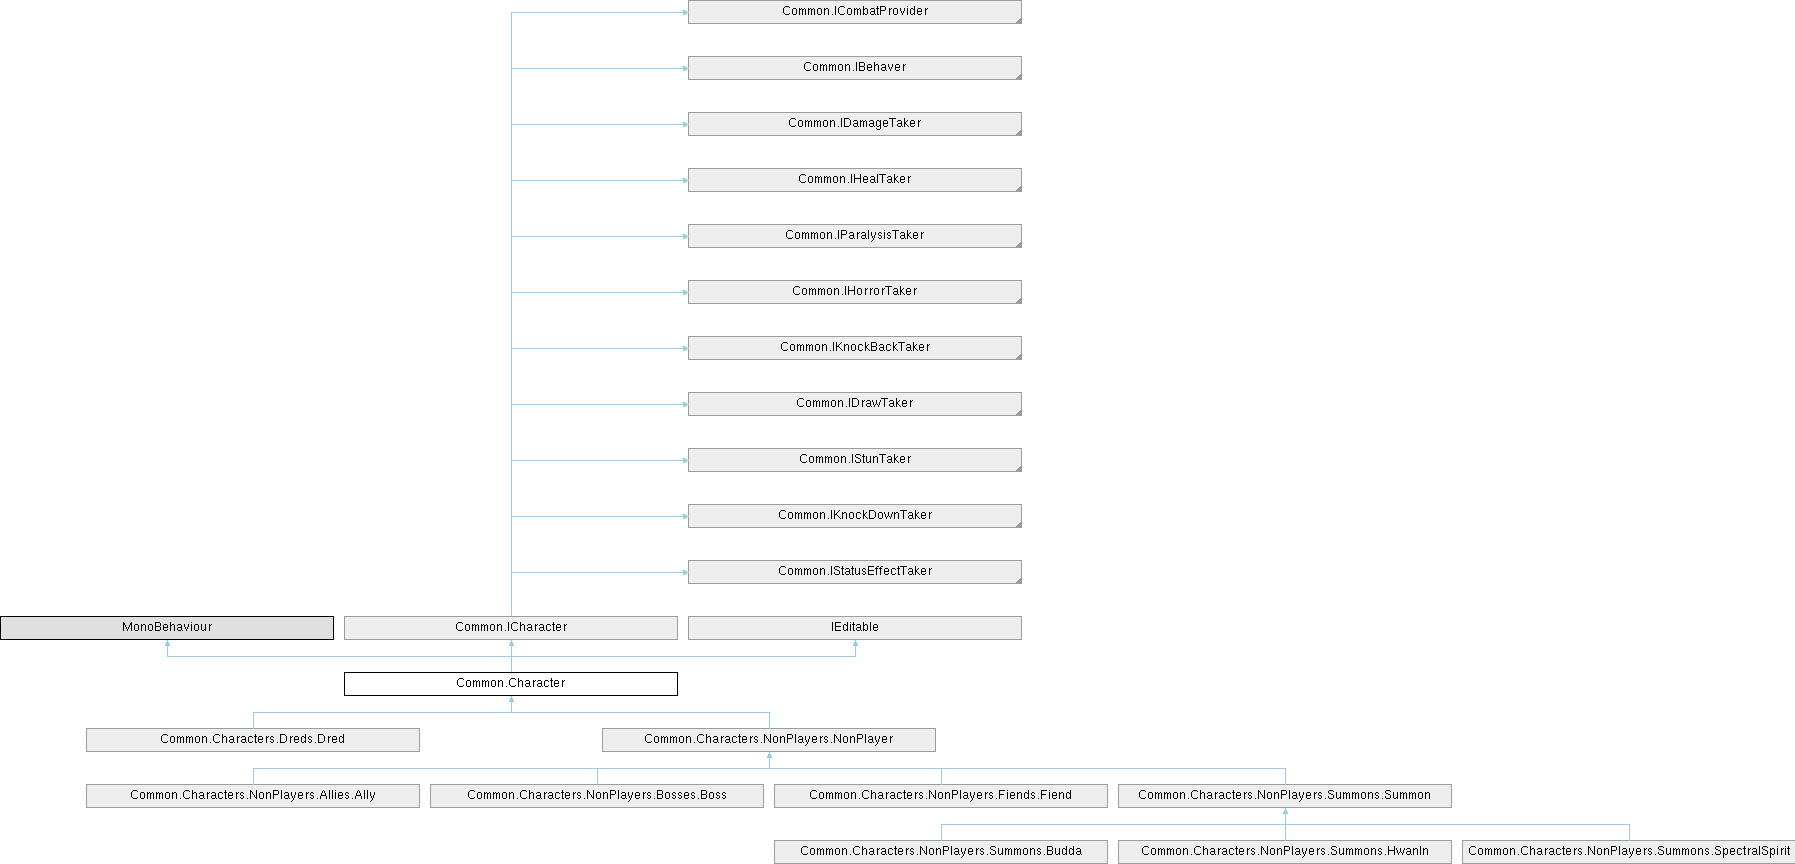 Common.ICombatProvider
Common.IBehaver
Common.IDamageTaker
Common.IHealTaker
Common.IParalysisTaker
Common.IHorrorTaker
Common.IKnockBackTaker
Common.IDrawTaker
Common.IStunTaker
Common.IKnockDownTaker
Common.IStatusEffectTaker
MonoBehaviour
Common.ICharacter
IEditable
Common.Character
Common.Characters.Dreds.Dred
Common.Characters.NonPlayers.NonPlayer
Common.Characters.NonPlayers.Allies.Ally
Common.Characters.NonPlayers.Bosses.Boss
Common.Characters.NonPlayers.Fiends.Fiend
Common.Characters.NonPlayers.Summons.Summon
Common.Characters.NonPlayers.Summons.Budda
Common.Characters.NonPlayers.Summons.HwanIn
Common.Characters.NonPlayers.Summons.SpectralSpirit